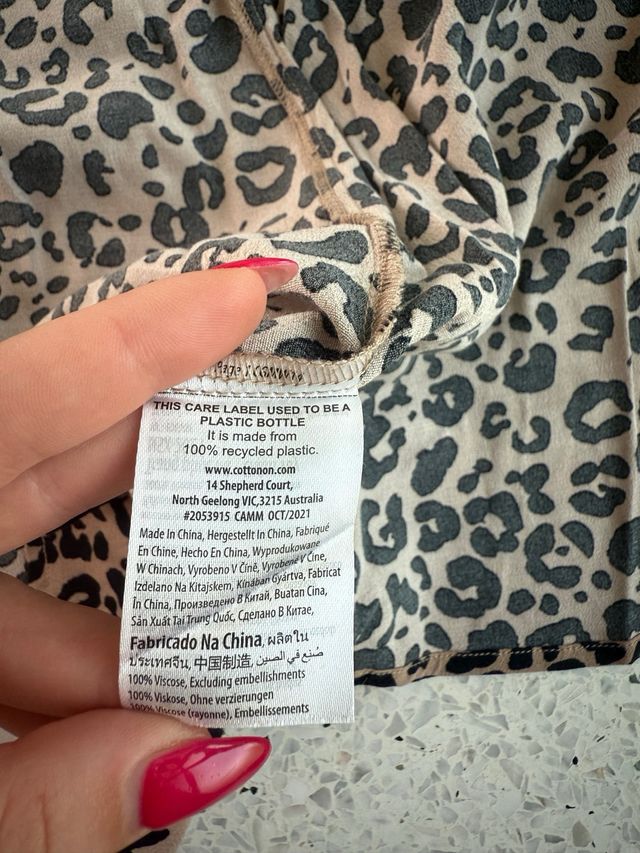 THIS CARE LABEL USED TO BE A
PLASTIC BOTTLE
It is made from
100% recycled plastic.
www.cottonon.com
14 Shepherd Court,
North Geelong VIC,3215 Australia
#2053915 CAMM OCT/2021
Made In China, Hergestellt In China, Fabriqué
En Chine, Hecho En China, Wyprodukowane
W Chinach, Vyrobeno V Číně, Vyrobené V Číne,
Izdelano Na Kitajskem, Kínában Gyártva, Fabricat
În China, Произведено В Китай, Buatan Cina,
Sản Xuất Tại Trung Quốc, Сделано В Китае,
Fabricado Na China, ผลิตใน
ประเทศจีน, 中国制造, صُنع في الصين
100% Viscose, Excluding embellishments
100% Viskose, Ohne verzierungen
100% Viscose (rayonne), Embellissements